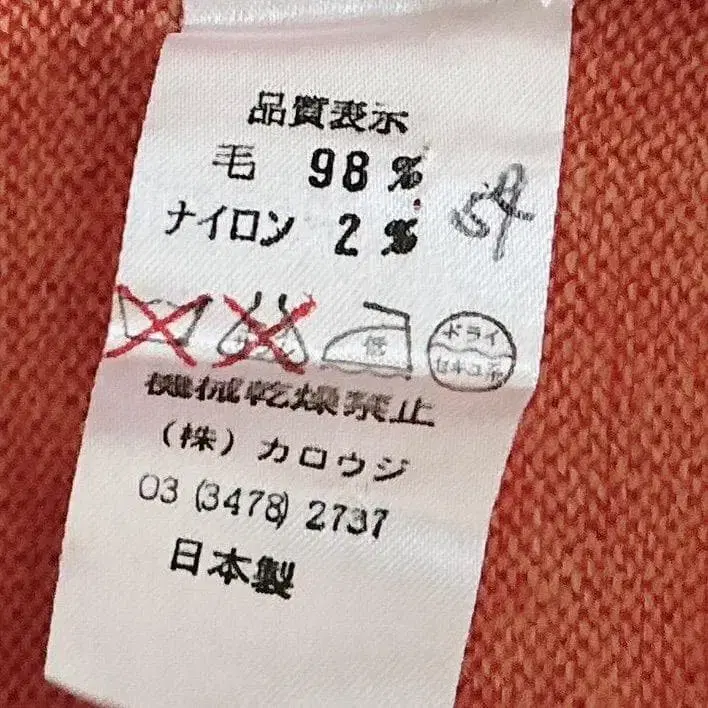 品質表示
毛 98%
ナイロン 2%
低
ドライ
セキユ系
機械乾燥禁止
(株)カロウジ
03(3478)2737
日本製